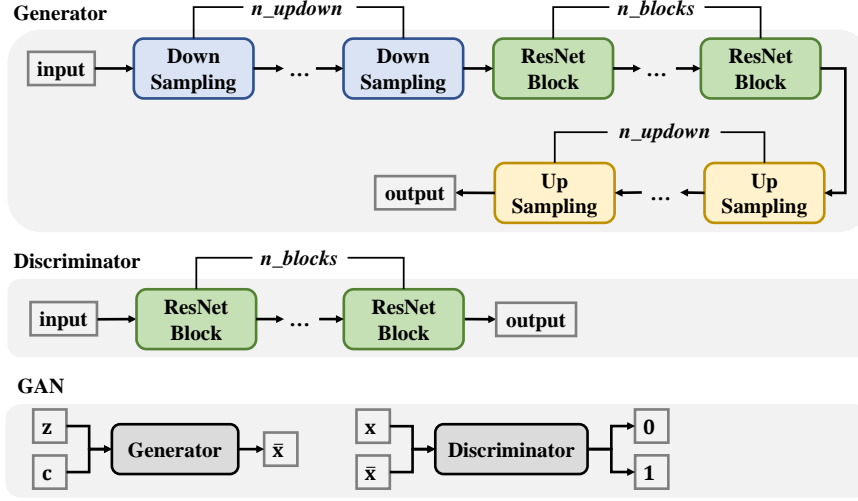 Generator
n_updown
n_blocks
input
Down
Sampling
...
Down
Sampling
ResNet
Block
...
ResNet
Block
n_updown
output
Up
Sampling
...
Up
Sampling
Discriminator
n_blocks
input
ResNet
Block
...
ResNet
Block
output
GAN
z
c
Generator
x̄
x
x̄
Discriminator
0
1